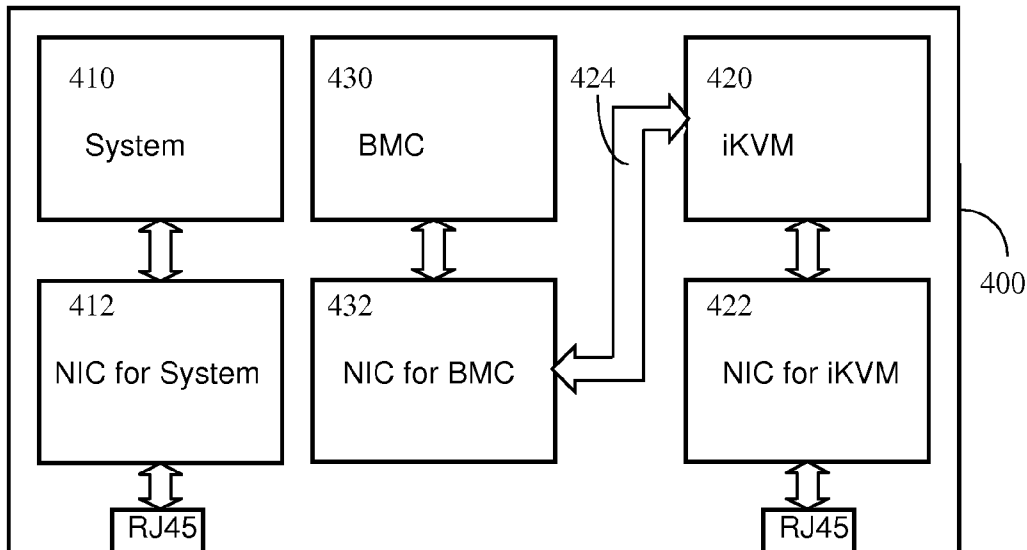 410
System
430
BMC
424
420
iKVM
400
412
NIC for System
432
NIC for BMC
422
NIC for iKVM
RJ45
RJ45